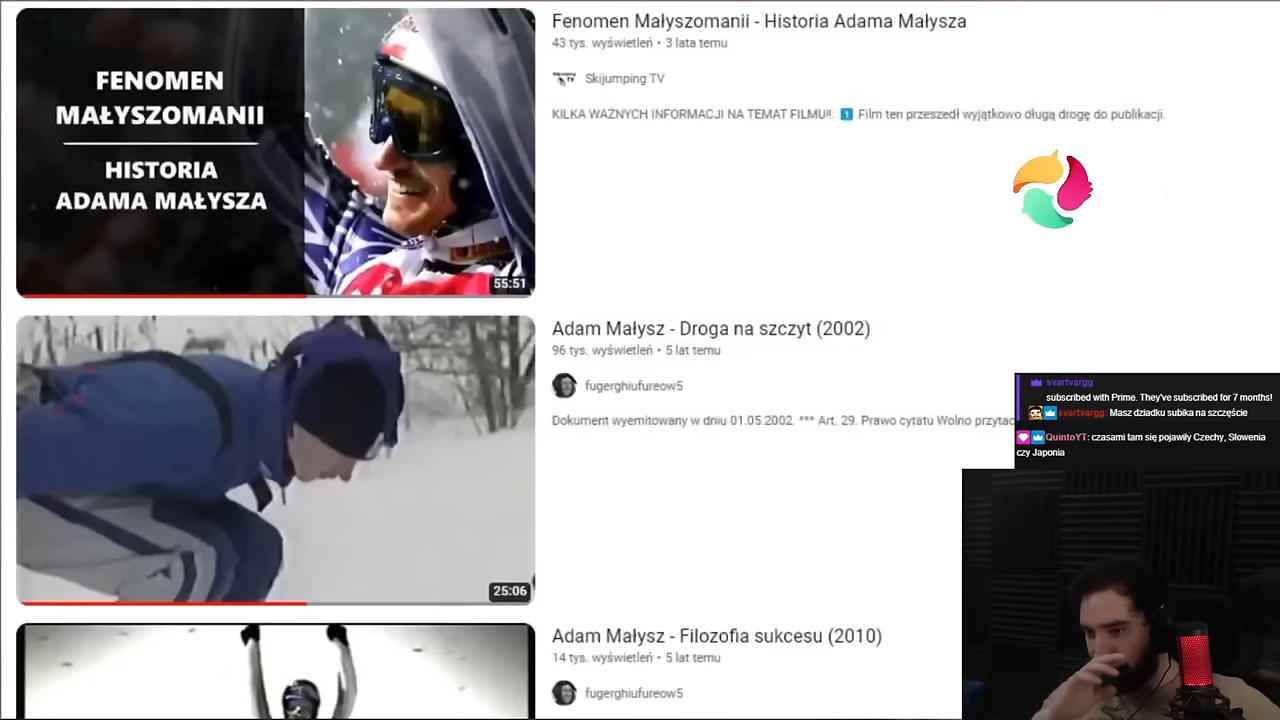 FENOMEN
MAŁYSZOMANII
HISTORIA
ADAMA MAŁYSZA
55:51
Fenomen Małyszomanii - Historia Adama Małysza
43 tys. wyświetleń • 3 lata temu
Skijumping TV
KILKA WAŻNYCH INFORMACJI NA TEMAT FILMU!!: 1 Film ten przeszedł wyjątkowo długą drogę do publikacji.
25:06
Adam Małysz - Droga na szczyt (2002)
96 tys. wyświetleń • 5 lat temu
fugerghiufureow5
Dokument wyemitowany w dniu 01.05.2002. *** Art. 29. Prawo cytatu Wolno przytac
Adam Małysz - Filozofia sukcesu (2010)
14 tys. wyświetleń • 5 lat temu
fugerghiufureow5
svartvargg
subscribed with Prime. They've subscribed for 7 months!
svartvargg: Masz dziadku subika na szczęście
QuintoYT: czasami tam się pojawiły Czechy, Słowenia
czy Japonia